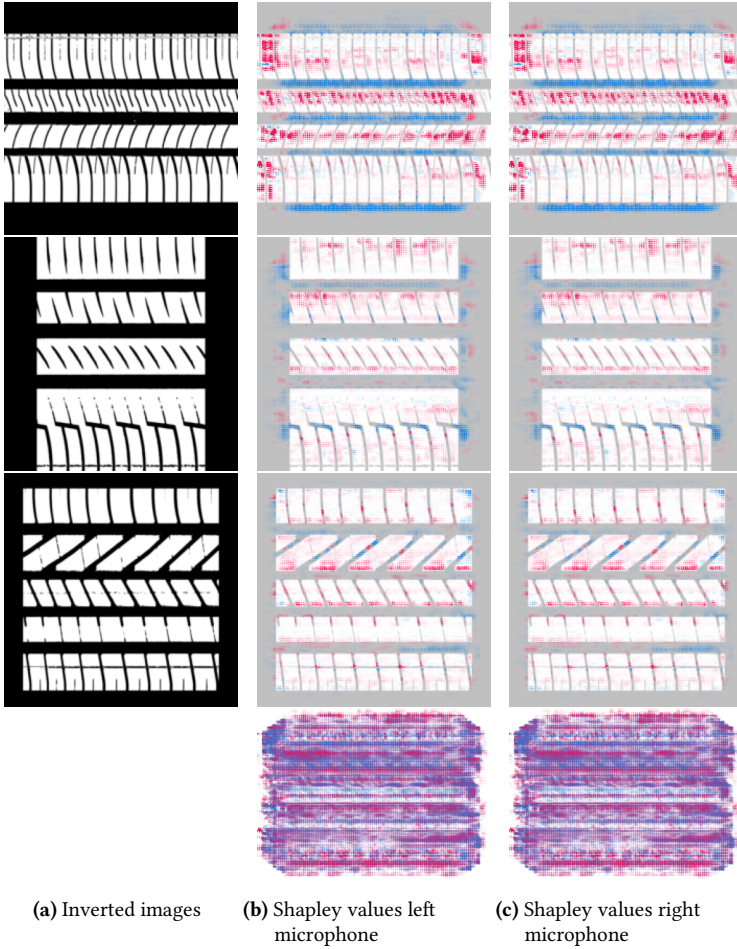 (a) Inverted images
(b) Shapley values left
microphone
(c) Shapley values right
microphone